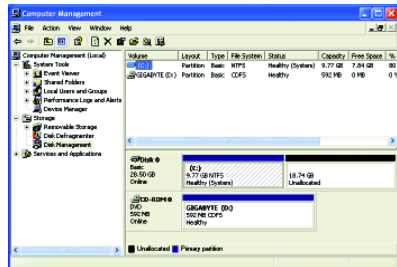 Computer Management
File Action View Window Help
Computer Management (Local)
System Tools
Event Viewer
Shared Folders
Local Users and Groups
Performance Logs and Alerts
Device Manager
Storage
Removable Storage
Disk Defragmenter
Disk Management
Services and Applications
Volume Layout Type File System Status Capacity Free Space %
(C:) Partition Basic NTFS Healthy (System) 9.77 GB 7.84 GB 80
GIGABYTE (D:) Partition Basic CDFS Healthy 592 MB 0 MB 0 %
Disk 0
Basic
28.50 GB
Online
(C:)
9.77 GB NTFS
Healthy (System)
18.74 GB
Unallocated
CD-ROM 0
DVD
592 MB
Online
GIGABYTE (D:)
592 MB CDFS
Healthy
Unallocated Primary partition